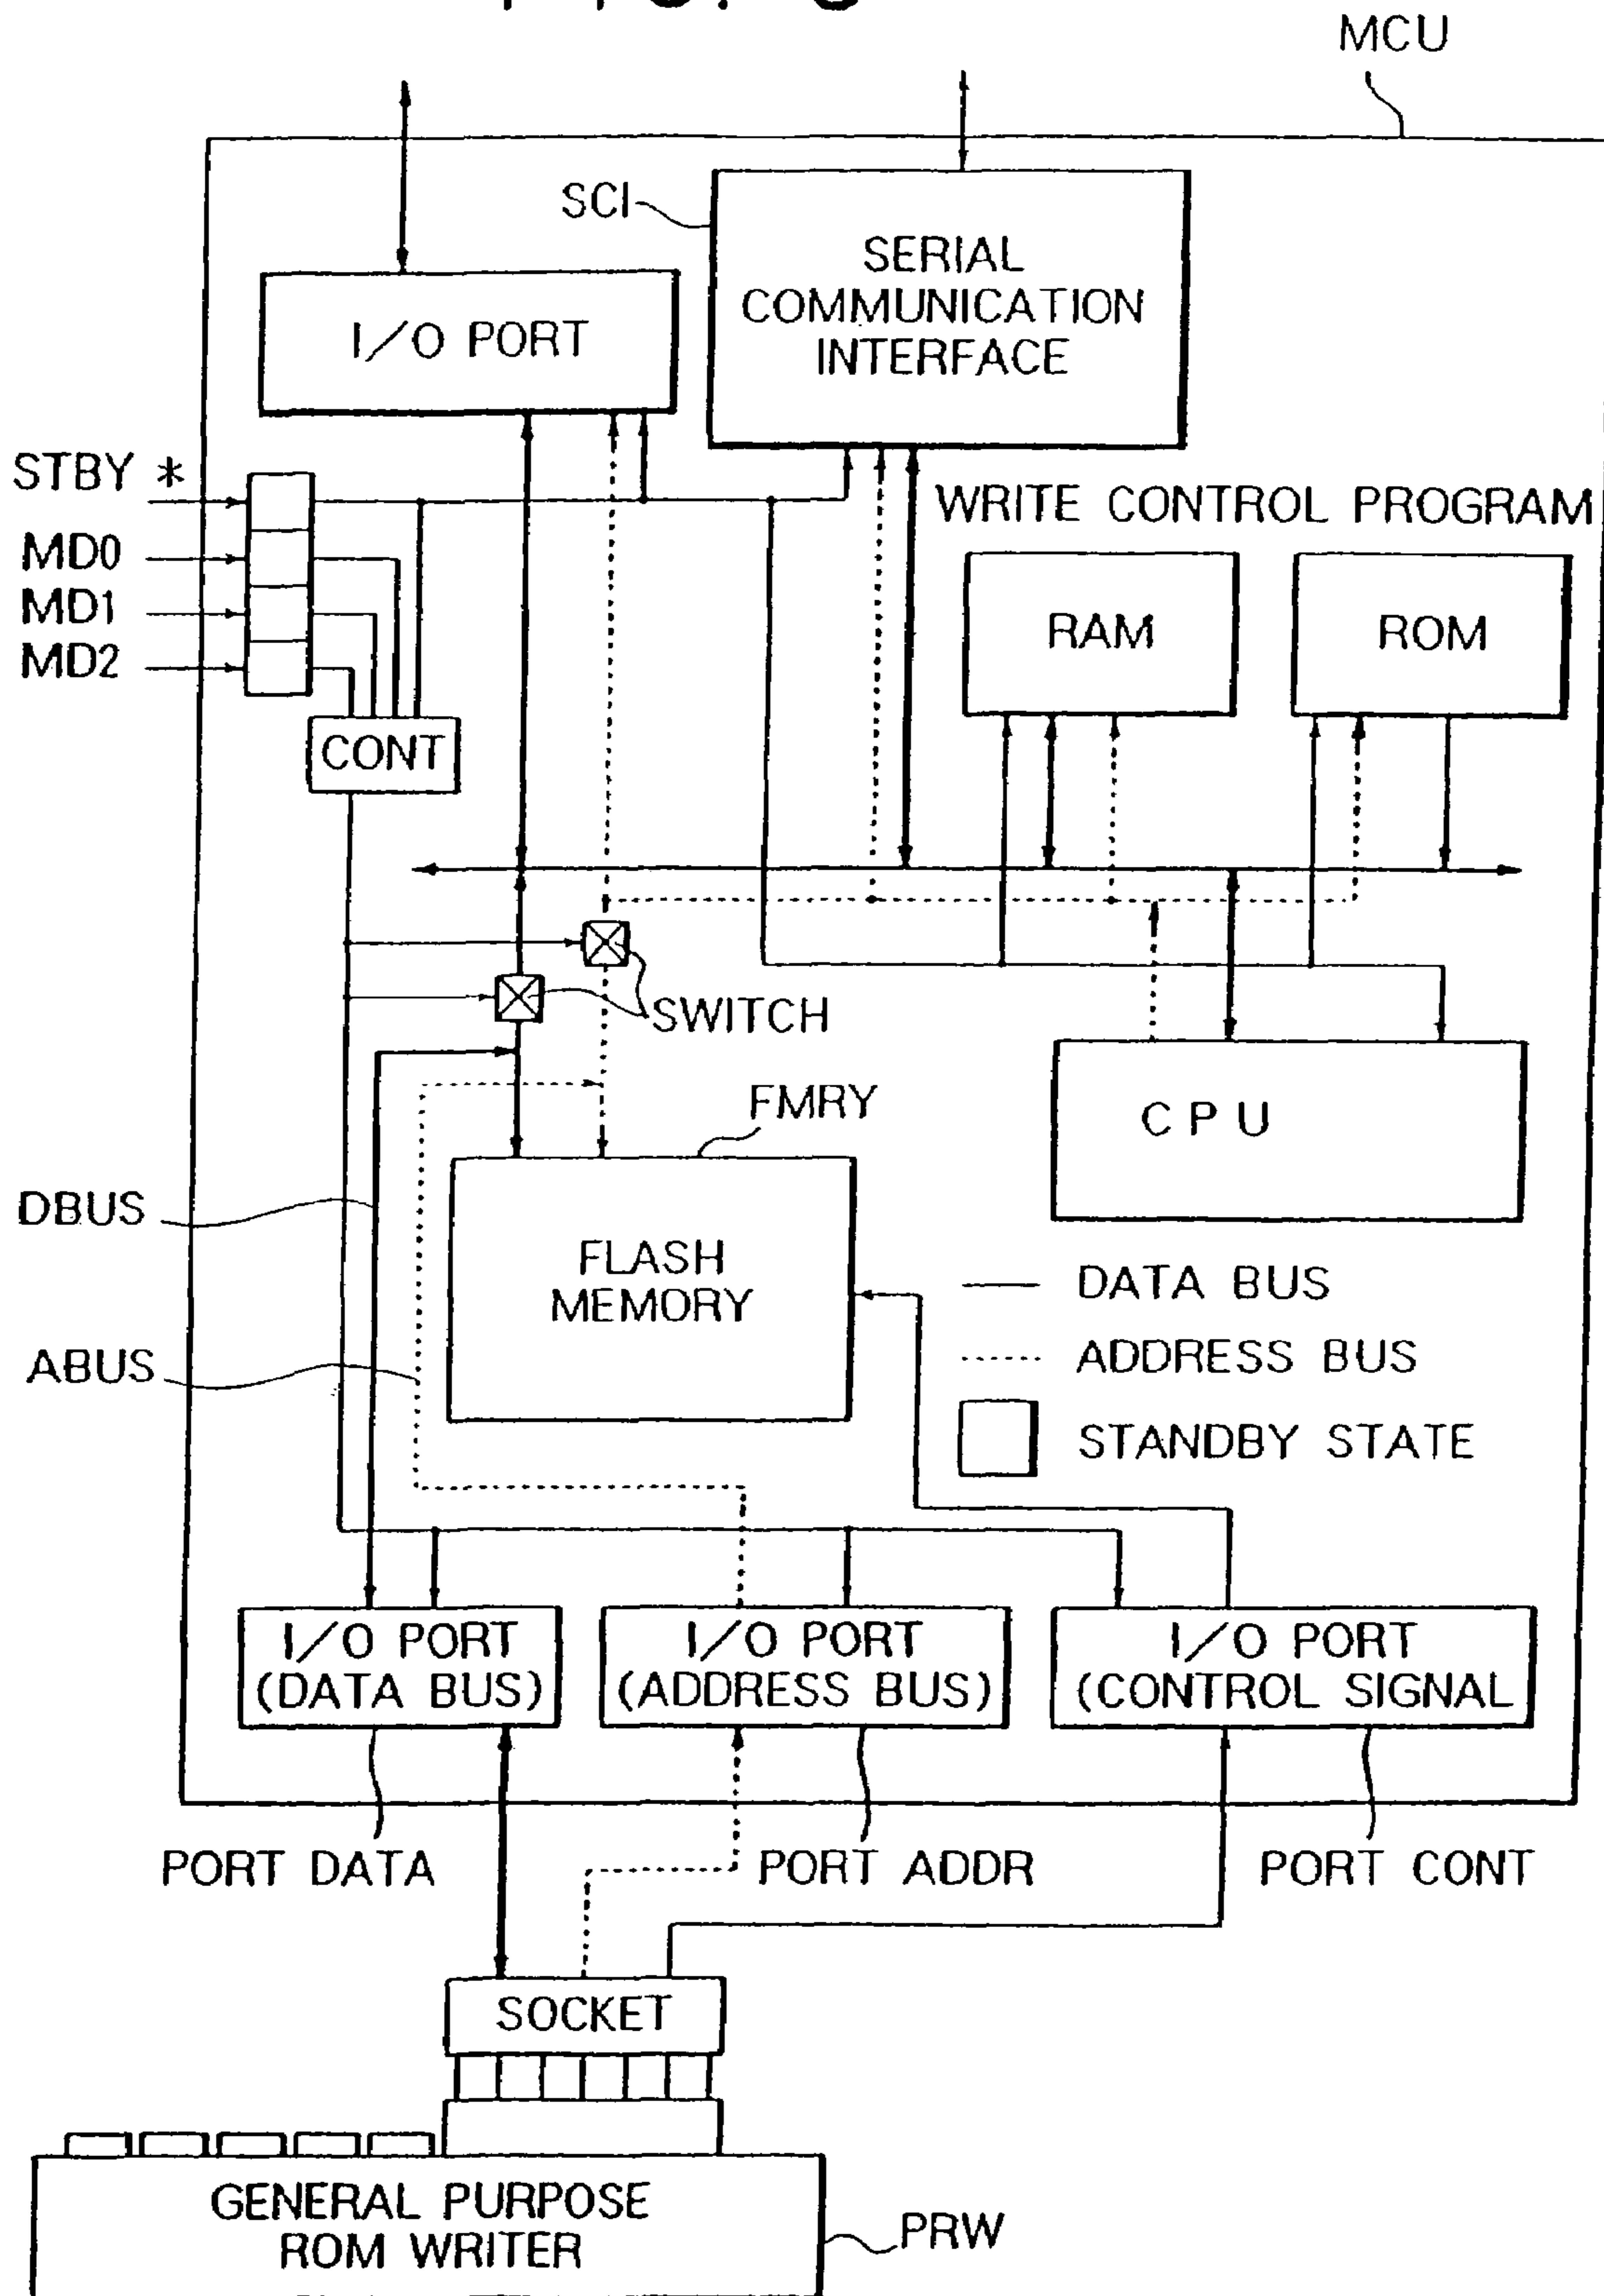 MCU
SCI
SERIAL
COMMUNICATION
INTERFACE
I/O PORT
STBY *
MD0
MD1
MD2
WRITE CONTROL PROGRAM
RAM
ROM
CONT
SWITCH
FMRY
CPU
DBUS
FLASH
MEMORY
DATA BUS
ADDRESS BUS
ABUS
STANDBY STATE
I/O PORT
(DATA BUS)
I/O PORT
(ADDRESS BUS)
I/O PORT
(CONTROL SIGNAL
PORT DATA
PORT ADDR
PORT CONT
SOCKET
GENERAL PURPOSE
ROM WRITER
PRW